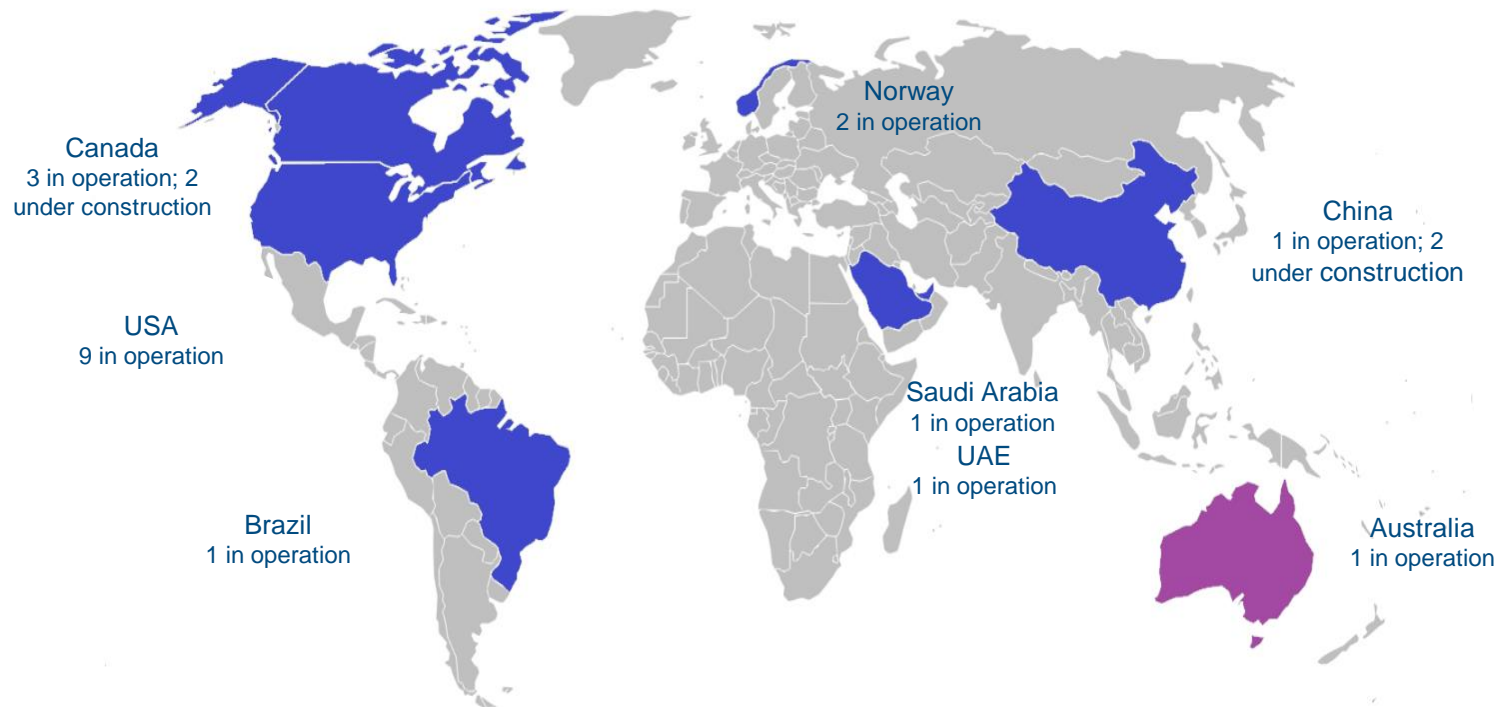 Norway
2 in operation
Canada
3 in operation; 2
under construction
China
1 in operation; 2
under construction
USA
9 in operation
Saudi Arabia
1 in operation
UAE
1 in operation
Brazil
1 in operation
Australia
1 in operation